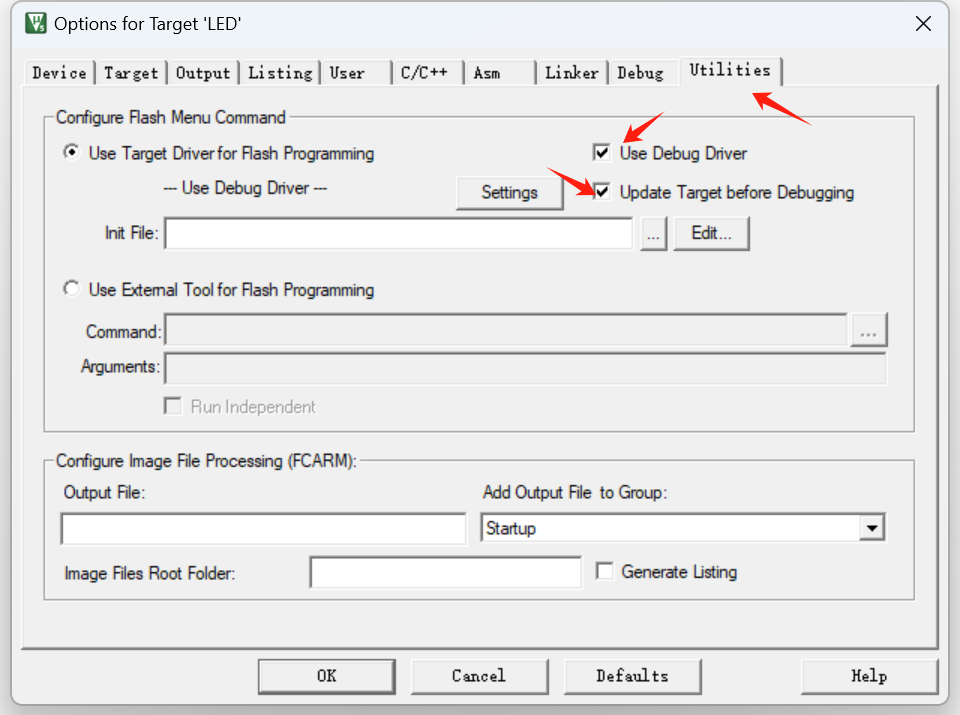 Options for Target 'LED'
Device Target Output Listing User C/C++ Asm Linker Debug Utilities
Configure Flash Menu Command
Use Target Driver for Flash Programming Use Debug Driver
--- Use Debug Driver --- Settings Update Target before Debugging
Init File: ... Edit...
Use External Tool for Flash Programming
Command: ...
Arguments:
Run Independent
Configure Image File Processing (FCARM):
Output File: Add Output File to Group:
Startup
Image Files Root Folder: Generate Listing
OK Cancel Defaults Help